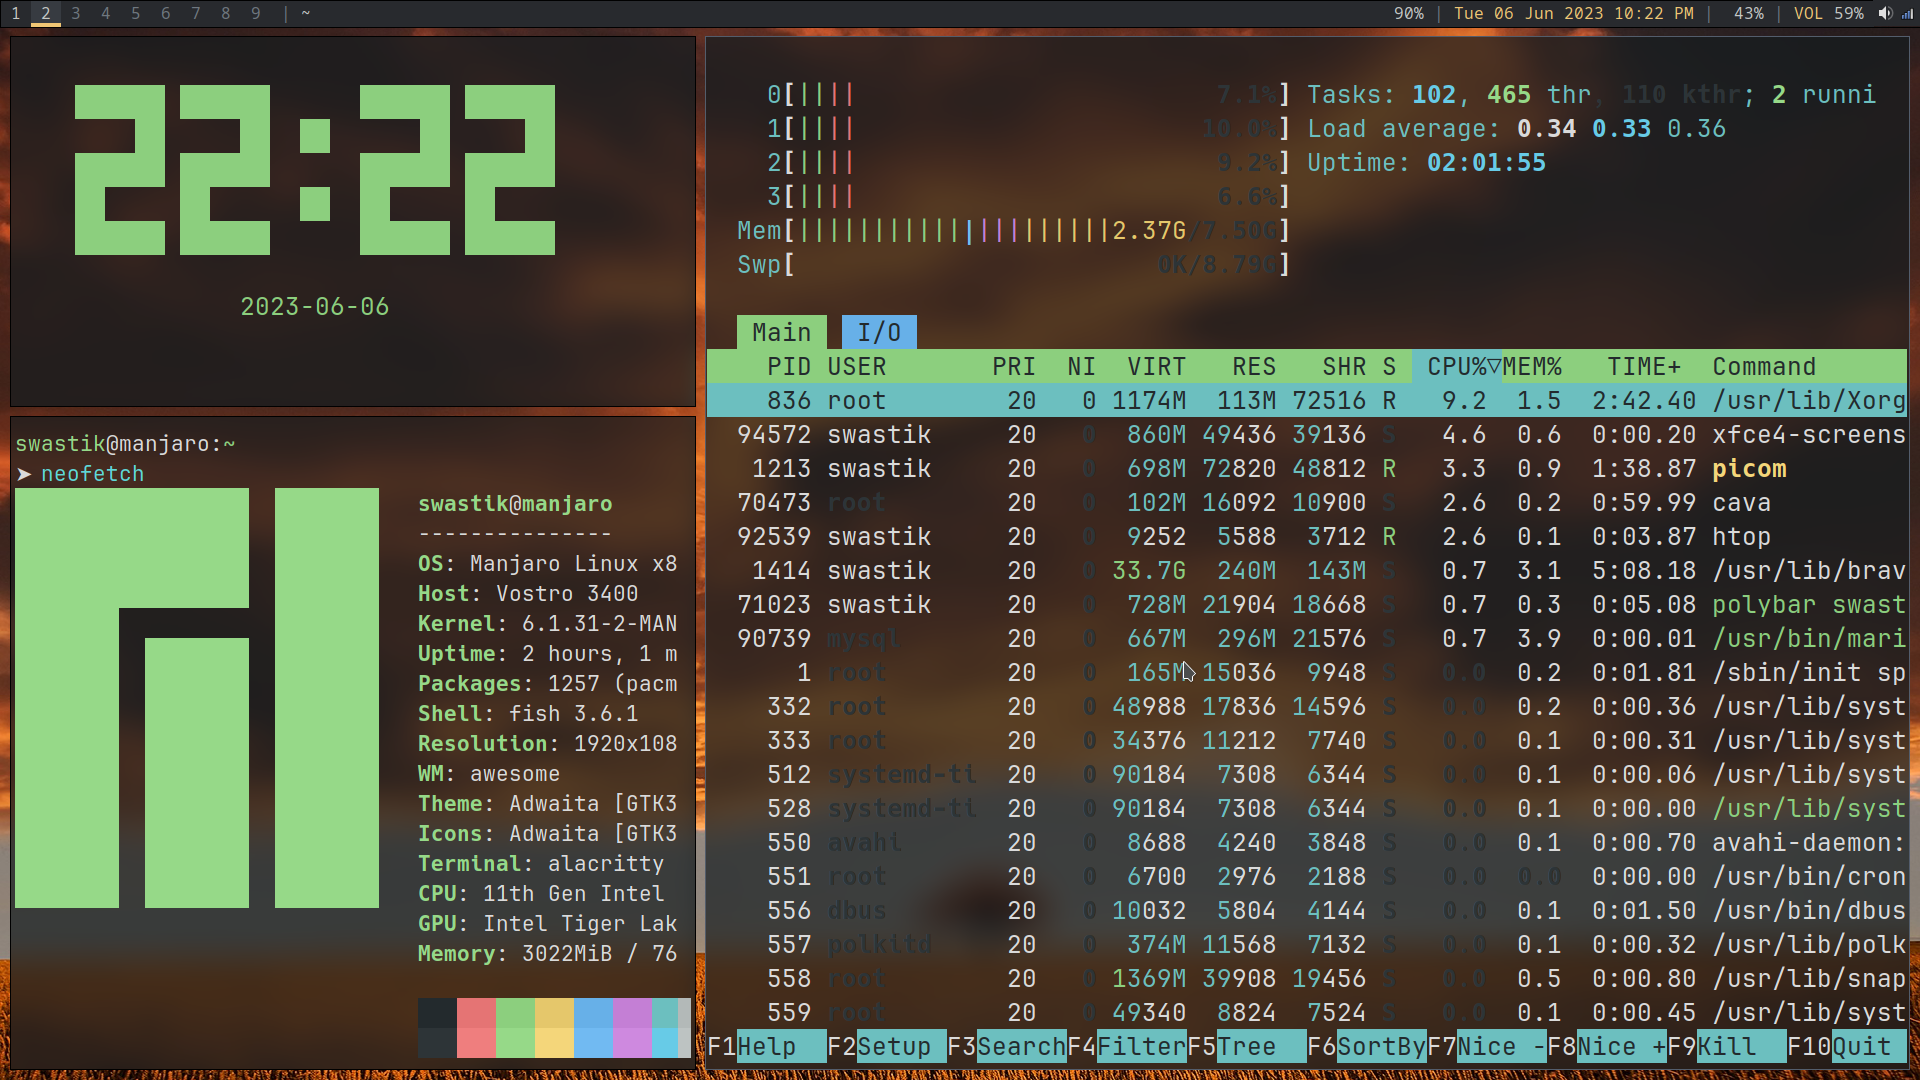 1 2 3 4 5 6 7 8 9 | ~
90% | Tue 06 Jun 2023 10:22 PM | 43% | VOL 59%
22:22
2023-06-06
swastik@manjaro:~
➤ neofetch
swastik@manjaro
---------------
OS: Manjaro Linux x8
Host: Vostro 3400
Kernel: 6.1.31-2-MAN
Uptime: 2 hours, 1 m
Packages: 1257 (pacm
Shell: fish 3.6.1
Resolution: 1920x108
WM: awesome
Theme: Adwaita [GTK3
Icons: Adwaita [GTK3
Terminal: alacritty
CPU: 11th Gen Intel
GPU: Intel Tiger Lak
Memory: 3022MiB / 76
0[|||| 7.1%] Tasks: 102, 465 thr, 110 kthr; 2 runni
1[|||| 10.0%] Load average: 0.34 0.33 0.36
2[|||| 9.2%] Uptime: 02:01:55
3[|||| 6.6%]
Mem[|||||||||||||||||||||2.37G/7.50G]
Swp[ 0K/8.79G]
Main I/O
PID USER PRI NI VIRT RES SHR S CPU%▽MEM% TIME+ Command
836 root 20 0 1174M 113M 72516 R 9.2 1.5 2:42.40 /usr/lib/Xorg
94572 swastik 20 0 860M 49436 39136 S 4.6 0.6 0:00.20 xfce4-screens
1213 swastik 20 0 698M 72820 48812 R 3.3 0.9 1:38.87 picom
70473 root 20 0 102M 16092 10900 S 2.6 0.2 0:59.99 cava
92539 swastik 20 0 9252 5588 3712 R 2.6 0.1 0:03.87 htop
1414 swastik 20 0 33.7G 240M 143M S 0.7 3.1 5:08.18 /usr/lib/brav
71023 swastik 20 0 728M 21904 18668 S 0.7 0.3 0:05.08 polybar swast
90739 mysql 20 0 667M 296M 21576 S 0.7 3.9 0:00.01 /usr/bin/mari
1 root 20 0 165M 15036 9948 S 0.0 0.2 0:01.81 /sbin/init sp
332 root 20 0 48988 17836 14596 S 0.0 0.2 0:00.36 /usr/lib/syst
333 root 20 0 34376 11212 7740 S 0.0 0.1 0:00.31 /usr/lib/syst
512 systemd-ti 20 0 90184 7308 6344 S 0.0 0.1 0:00.06 /usr/lib/syst
528 systemd-ti 20 0 90184 7308 6344 S 0.0 0.1 0:00.00 /usr/lib/syst
550 avahi 20 0 8688 4240 3848 S 0.0 0.1 0:00.70 avahi-daemon:
551 root 20 0 6700 2976 2188 S 0.0 0.0 0:00.00 /usr/bin/cron
556 dbus 20 0 10032 5804 4144 S 0.0 0.1 0:01.50 /usr/bin/dbus
557 polkitd 20 0 374M 11568 7132 S 0.0 0.1 0:00.32 /usr/lib/polk
558 root 20 0 1369M 39908 19456 S 0.0 0.5 0:00.80 /usr/lib/snap
559 root 20 0 49340 8824 7524 S 0.0 0.1 0:00.45 /usr/lib/syst
F1Help F2Setup F3SearchF4FilterF5Tree F6SortByF7Nice -F8Nice +F9Kill F10Quit